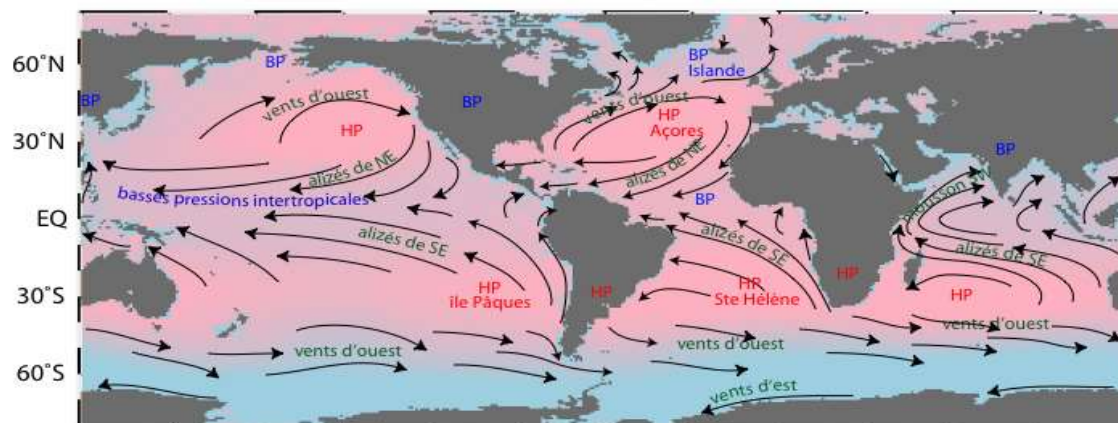 60°N
30°N
EQ
30°S
60°S
BP
BP
Islande
BP
BP
vents d'ouest
vents d'ouest
HP
HP
Açores
BP
alizés de NE
alizés de NE
basses pressions intertropicales
BP
alizés de SE
alizés de SE
alizés de SE
HP
île Pâques
HP
HP
Ste Hélène
HP
HP
vents d'ouest
vents d'ouest
vents d'ouest
vents d'est